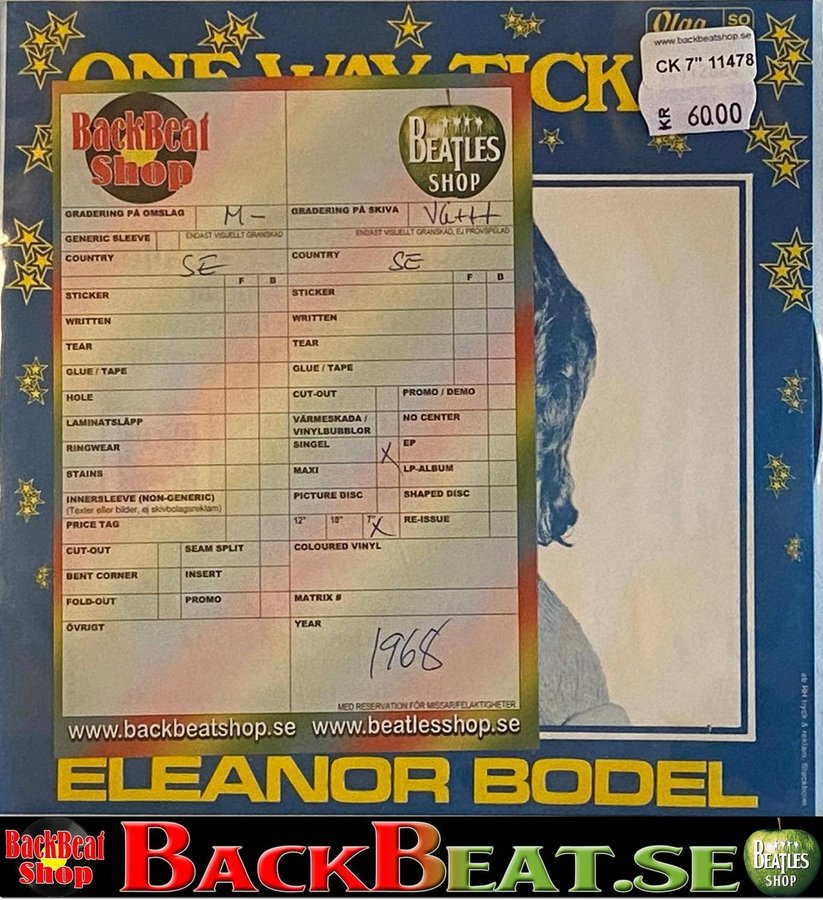 Olga SO
www.backbeatshop.se
CK 7" 11478
KR 60.00
ONE WAY TICK
BackBeat
Shop
BEATLES
SHOP
GRADERING PÅ OMSLAG M-
GRADERING PÅ SKIVA VG+++
GENERIC SLEEVE ENDAST VISUELLT GRANSKAD
ENDAST VISUELLT GRANSKAD, EJ PROVSPELAD
COUNTRY SE
COUNTRY SE
F B
F B
STICKER
STICKER
WRITTEN
WRITTEN
TEAR
TEAR
GLUE / TAPE
GLUE / TAPE
HOLE
CUT-OUT PROMO / DEMO
LAMINATSLÄPP
VÄRMESKADA / NO CENTER
VINYLBUBBLOR
RINGWEAR
SINGEL X EP
STAINS
MAXI LP-ALBUM
INNERSLEEVE (NON-GENERIC)
(Texter eller bilder, ej skivbolagsreklam)
PICTURE DISC SHAPED DISC
PRICE TAG
12" 10" 7" X RE-ISSUE
CUT-OUT SEAM SPLIT
COLOURED VINYL
BENT CORNER INSERT
FOLD-OUT PROMO
MATRIX #
ÖVRIGT
YEAR
1968
MED RESERVATION FÖR MISSAR/FELAKTIGHETER
www.backbeatshop.se www.beatlesshop.se
ab RH tryck & reklam. Stockholm
ELEANOR BODEL
BackBeat
Shop
BACKBEAT.SE
BEATLES
SHOP